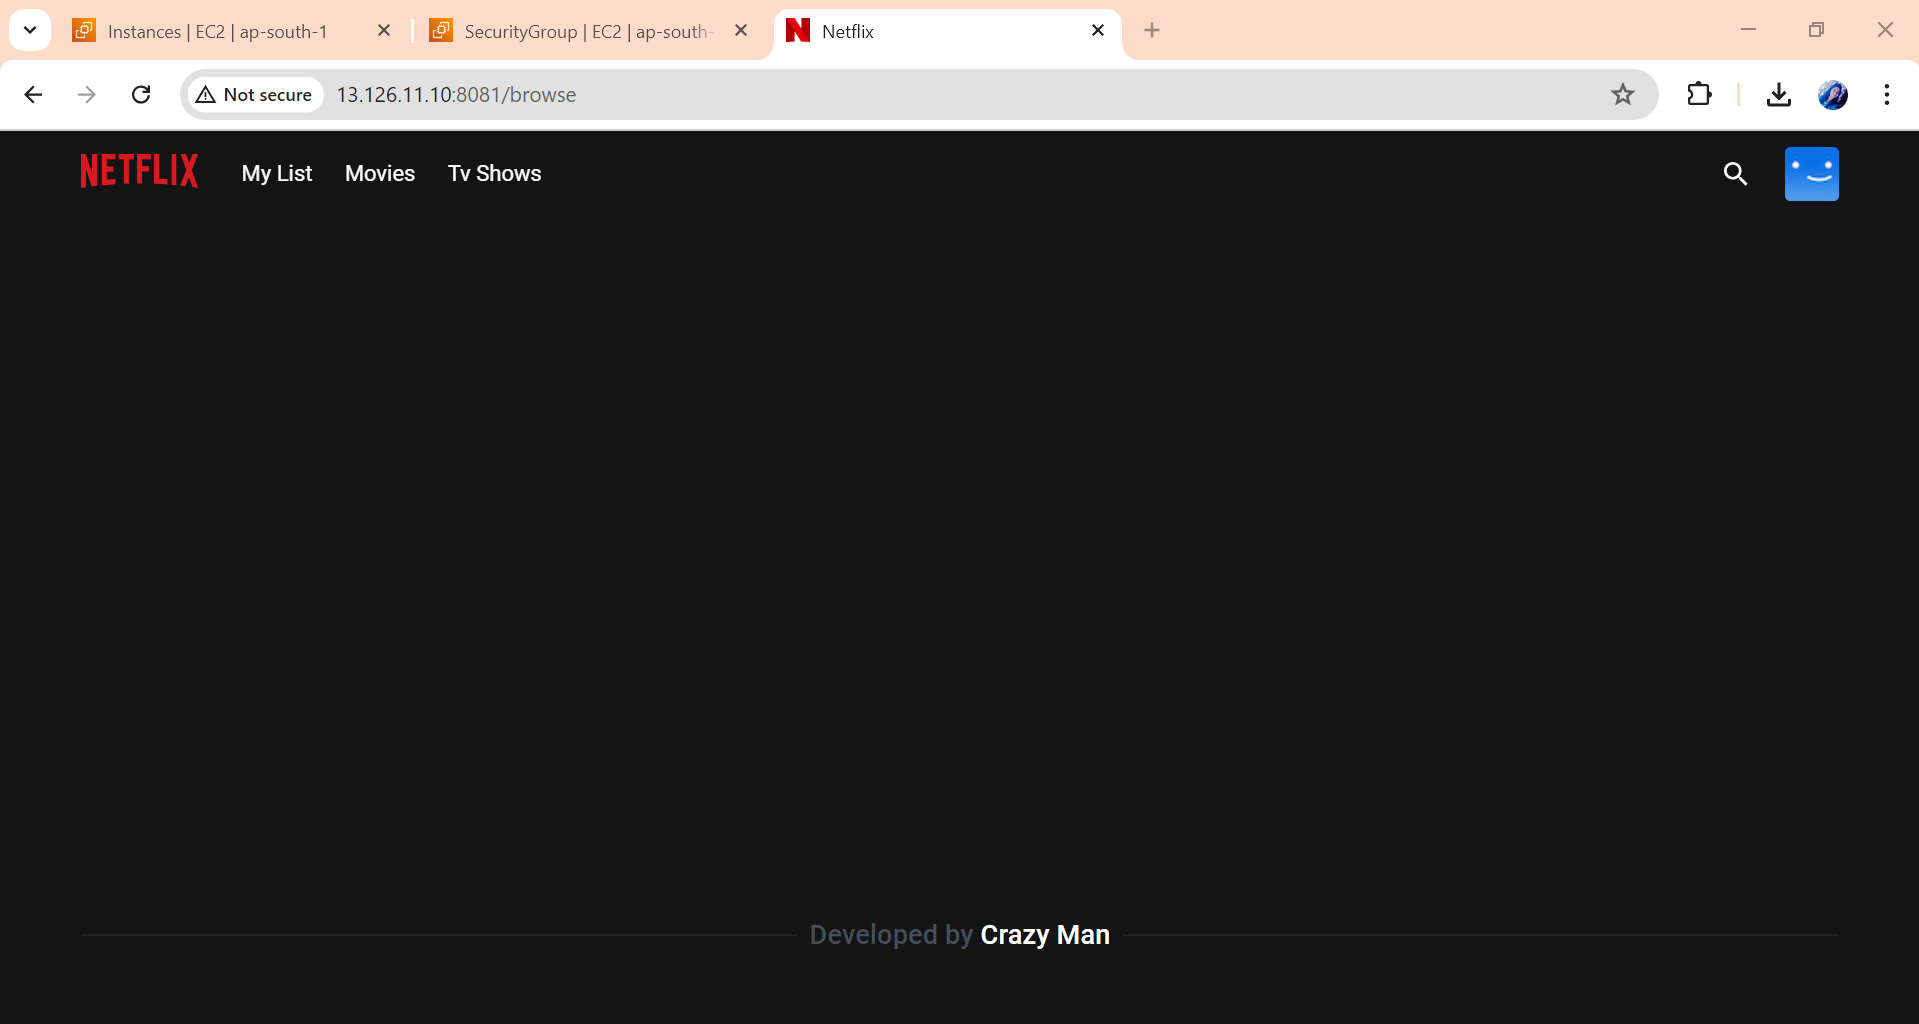 Instances | EC2 | ap-south-1
SecurityGroup | EC2 | ap-south-
Netflix
Not secure
13.126.11.10:8081/browse
NETFLIX
My List
Movies
Tv Shows
Developed by Crazy Man